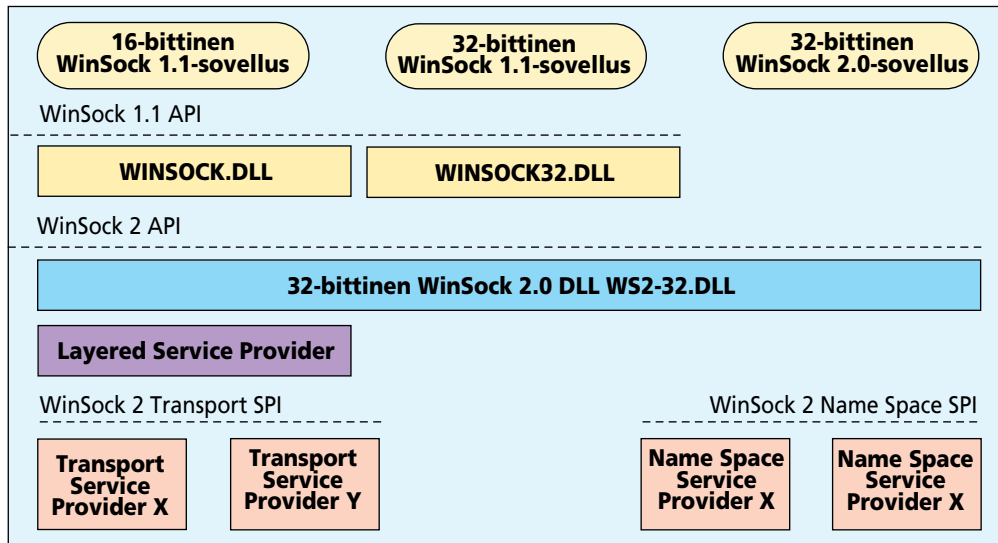 16-bittinen
WinSock 1.1-sovellus
32-bittinen
WinSock 1.1-sovellus
32-bittinen
WinSock 2.0-sovellus
WinSock 1.1 API
WINSOCK.DLL
WINSOCK32.DLL
WinSock 2 API
32-bittinen WinSock 2.0 DLL WS2-32.DLL
Layered Service Provider
WinSock 2 Transport SPI
WinSock 2 Name Space SPI
Transport
Service
Provider X
Transport
Service
Provider Y
Name Space
Service
Provider X
Name Space
Service
Provider X